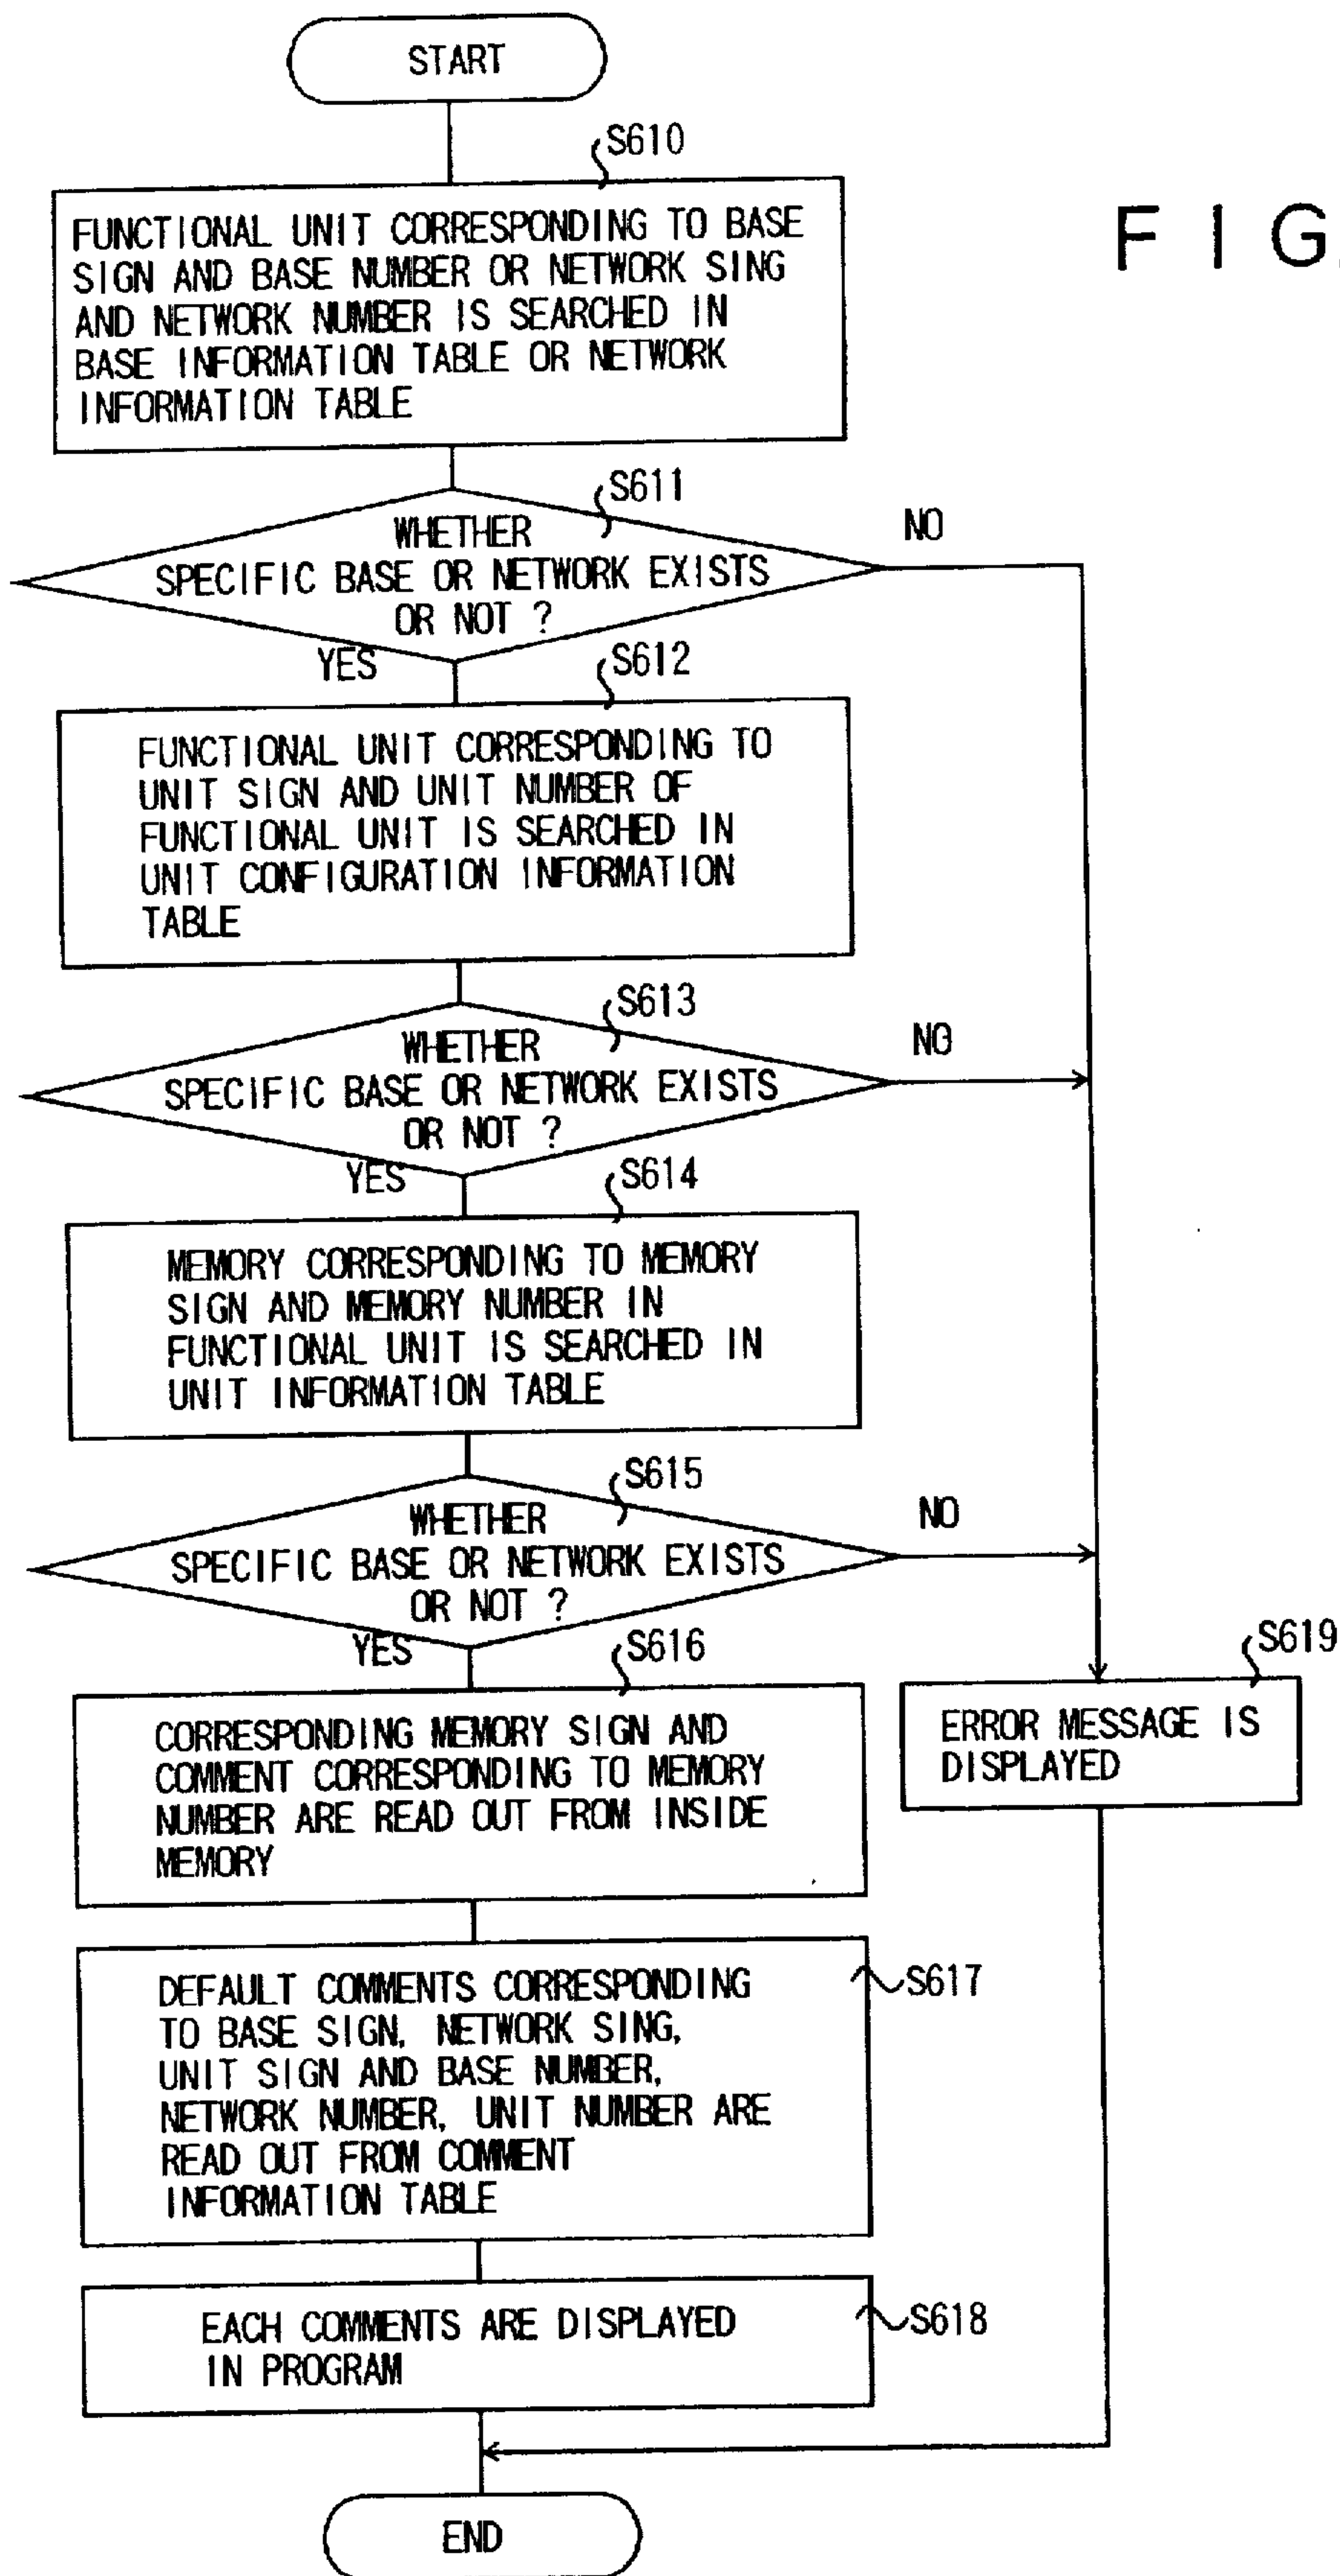 START
S610
F I G.
FUNCTIONAL UNIT CORRESPONDING TO BASE
SIGN AND BASE NUMBER OR NETWORK SING
AND NETWORK NUMBER IS SEARCHED IN
BASE INFORMATION TABLE OR NETWORK
INFORMATION TABLE
S611
WHETHER
SPECIFIC BASE OR NETWORK EXISTS
OR NOT ?
NO
YES
S612
FUNCTIONAL UNIT CORRESPONDING TO
UNIT SIGN AND UNIT NUMBER OF
FUNCTIONAL UNIT IS SEARCHED IN
UNIT CONFIGURATION INFORMATION
TABLE
S613
WHETHER
SPECIFIC BASE OR NETWORK EXISTS
OR NOT ?
NO
YES
S614
MEMORY CORRESPONDING TO MEMORY
SIGN AND MEMORY NUMBER IN
FUNCTIONAL UNIT IS SEARCHED IN
UNIT INFORMATION TABLE
S615
WHETHER
SPECIFIC BASE OR NETWORK EXISTS
OR NOT ?
NO
YES
S616
CORRESPONDING MEMORY SIGN AND
COMMENT CORRESPONDING TO MEMORY
NUMBER ARE READ OUT FROM INSIDE
MEMORY
S619
ERROR MESSAGE IS
DISPLAYED
DEFAULT COMMENTS CORRESPONDING
TO BASE SIGN, NETWORK SING,
UNIT SIGN AND BASE NUMBER,
NETWORK NUMBER, UNIT NUMBER ARE
READ OUT FROM COMMENT
INFORMATION TABLE
S617
EACH COMMENTS ARE DISPLAYED
IN PROGRAM
S618
END